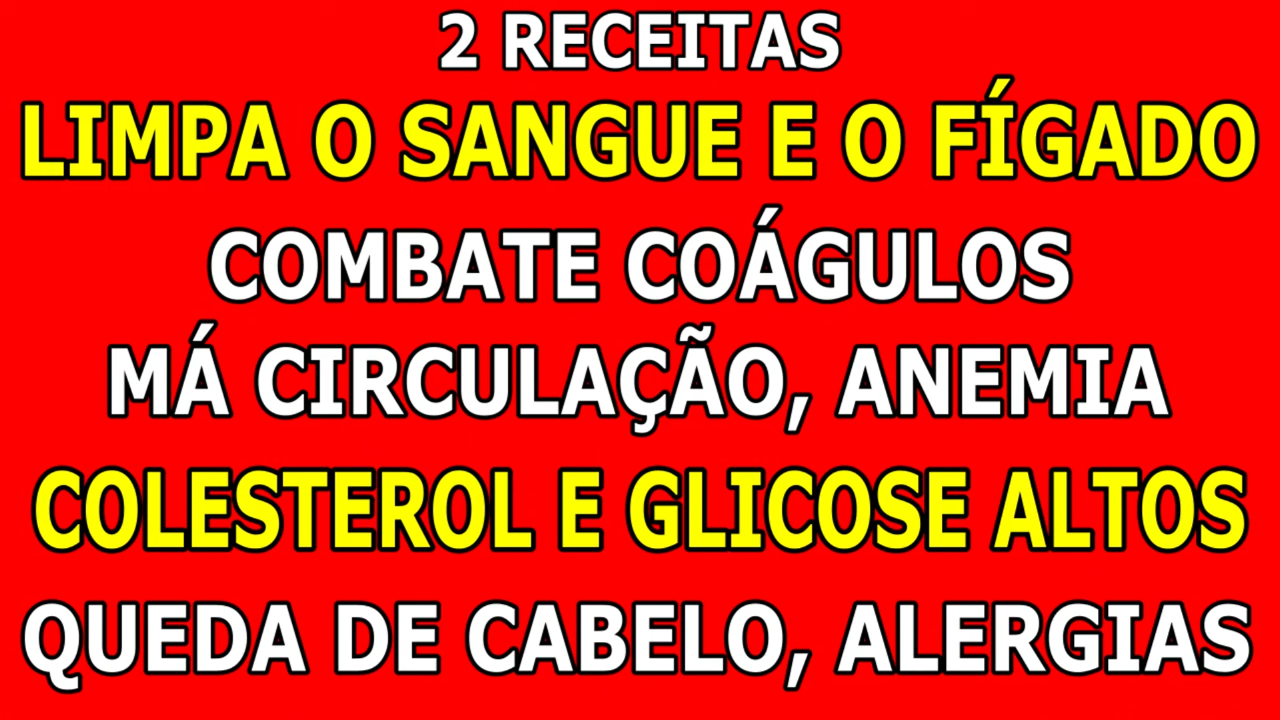 2 RECEITAS
LIMPA O SANGUE E O FÍGADO
COMBATE COÁGULOS
MÁ CIRCULAÇÃO, ANEMIA
COLESTEROL E GLICOSE ALTOS
QUEDA DE CABELO, ALERGIAS